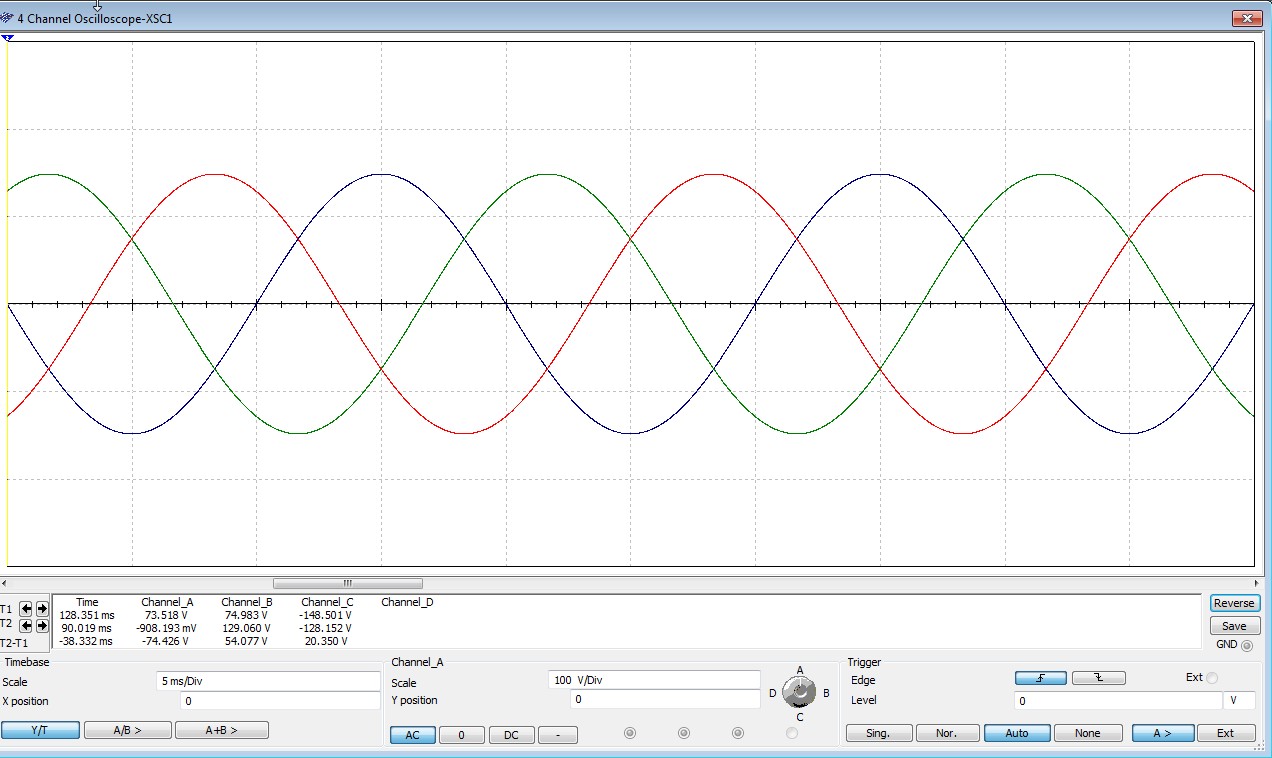 4 Channel Oscilloscope-XSC1
Time Channel_A Channel_B Channel_C Channel_D
T1 128.351 ms 73.518 V 74.983 V -148.501 V
T2 90.019 ms -908.193 mV 129.060 V -128.152 V
T2-T1 -38.332 ms -74.426 V 54.077 V 20.350 V
Reverse
Save
GND
Timebase
Scale 5 ms/Div
X position 0
Y/T A/B > A+B >
Channel_A
Scale 100 V/Div
Y position 0
A
D B
C
AC 0 DC -
Trigger
Edge Ext
Level 0 V
Sing. Nor. Auto None A > Ext